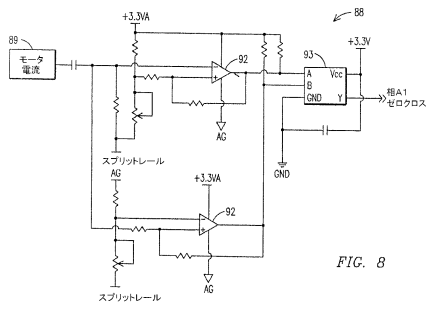 88
+3.3VA
89
モータ
電流
92
93
+3.3V
A
Vcc
B
GND
Y
相A1
ゼロクロス
AG
GND
スプリットレール
AG
+3.3VA
92
AG
スプリットレール
FIG. 8